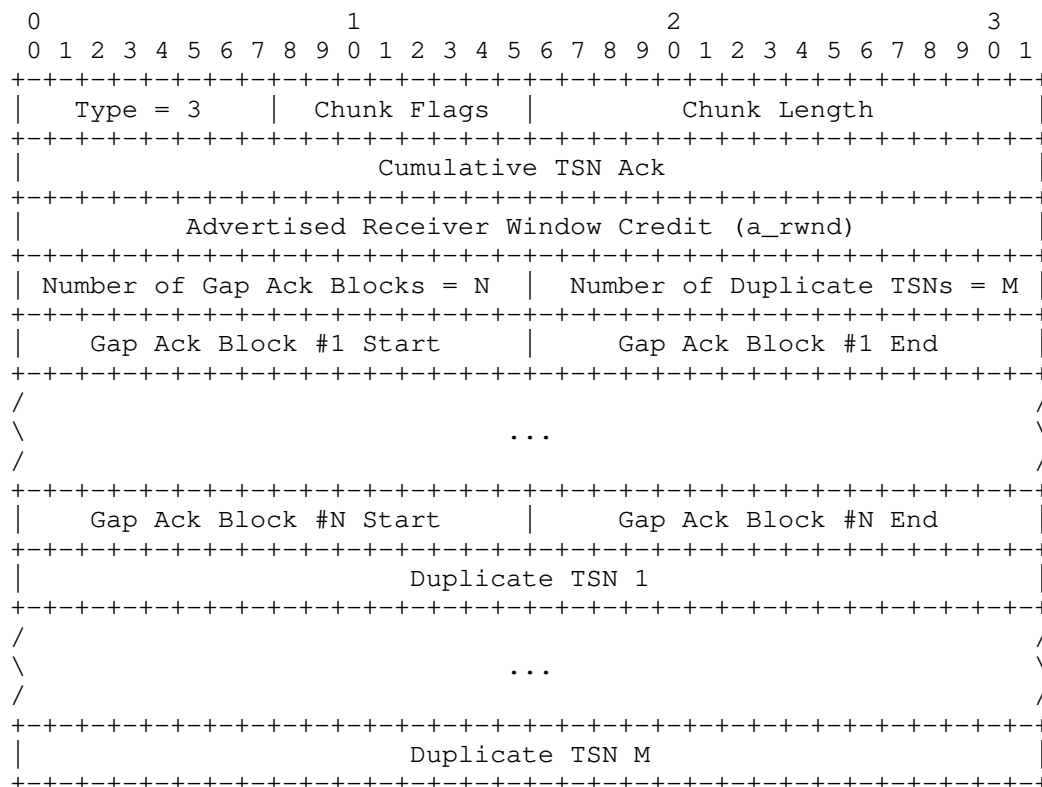 0                   1                   2                   3
 0 1 2 3 4 5 6 7 8 9 0 1 2 3 4 5 6 7 8 9 0 1 2 3 4 5 6 7 8 9 0 1
+-+-+-+-+-+-+-+-+-+-+-+-+-+-+-+-+-+-+-+-+-+-+-+-+-+-+-+-+-+-+-+-+
|   Type = 3    |  Chunk Flags  |         Chunk Length          |
+-+-+-+-+-+-+-+-+-+-+-+-+-+-+-+-+-+-+-+-+-+-+-+-+-+-+-+-+-+-+-+-+
|                      Cumulative TSN Ack                       |
+-+-+-+-+-+-+-+-+-+-+-+-+-+-+-+-+-+-+-+-+-+-+-+-+-+-+-+-+-+-+-+-+
|          Advertised Receiver Window Credit (a_rwnd)           |
+-+-+-+-+-+-+-+-+-+-+-+-+-+-+-+-+-+-+-+-+-+-+-+-+-+-+-+-+-+-+-+-+
| Number of Gap Ack Blocks = N  |  Number of Duplicate TSNs = M |
+-+-+-+-+-+-+-+-+-+-+-+-+-+-+-+-+-+-+-+-+-+-+-+-+-+-+-+-+-+-+-+-+
|    Gap Ack Block #1 Start     |     Gap Ack Block #1 End      |
+-+-+-+-+-+-+-+-+-+-+-+-+-+-+-+-+-+-+-+-+-+-+-+-+-+-+-+-+-+-+-+-+
/                                                               /
\                              ...                              \
/                                                               /
+-+-+-+-+-+-+-+-+-+-+-+-+-+-+-+-+-+-+-+-+-+-+-+-+-+-+-+-+-+-+-+-+
|    Gap Ack Block #N Start     |     Gap Ack Block #N End      |
+-+-+-+-+-+-+-+-+-+-+-+-+-+-+-+-+-+-+-+-+-+-+-+-+-+-+-+-+-+-+-+-+
|                        Duplicate TSN 1                        |
+-+-+-+-+-+-+-+-+-+-+-+-+-+-+-+-+-+-+-+-+-+-+-+-+-+-+-+-+-+-+-+-+
/                                                               /
\                              ...                              \
/                                                               /
+-+-+-+-+-+-+-+-+-+-+-+-+-+-+-+-+-+-+-+-+-+-+-+-+-+-+-+-+-+-+-+-+
|                        Duplicate TSN M                        |
+-+-+-+-+-+-+-+-+-+-+-+-+-+-+-+-+-+-+-+-+-+-+-+-+-+-+-+-+-+-+-+-+